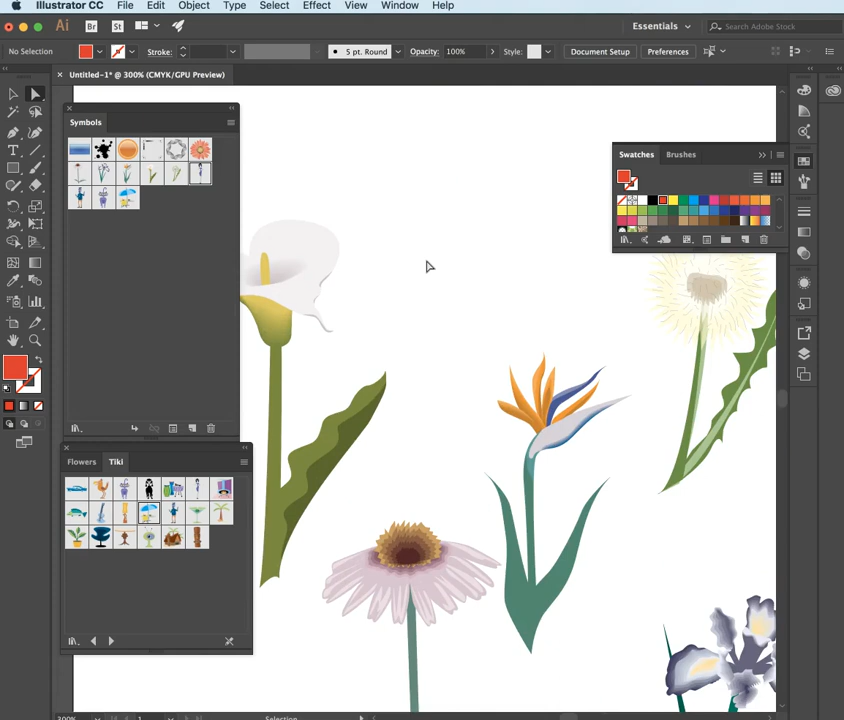 Illustrator CC File Edit Object Type Select Effect View Window Help
Ai Br St Essentials Search Adobe Stock
No Selection Stroke: 5 pt. Round Opacity: 100% Style: Document Setup Preferences
Untitled-1* @ 300% (CMYK/GPU Preview)
Symbols
Swatches Brushes
Flowers Tiki
300% 1 Selection